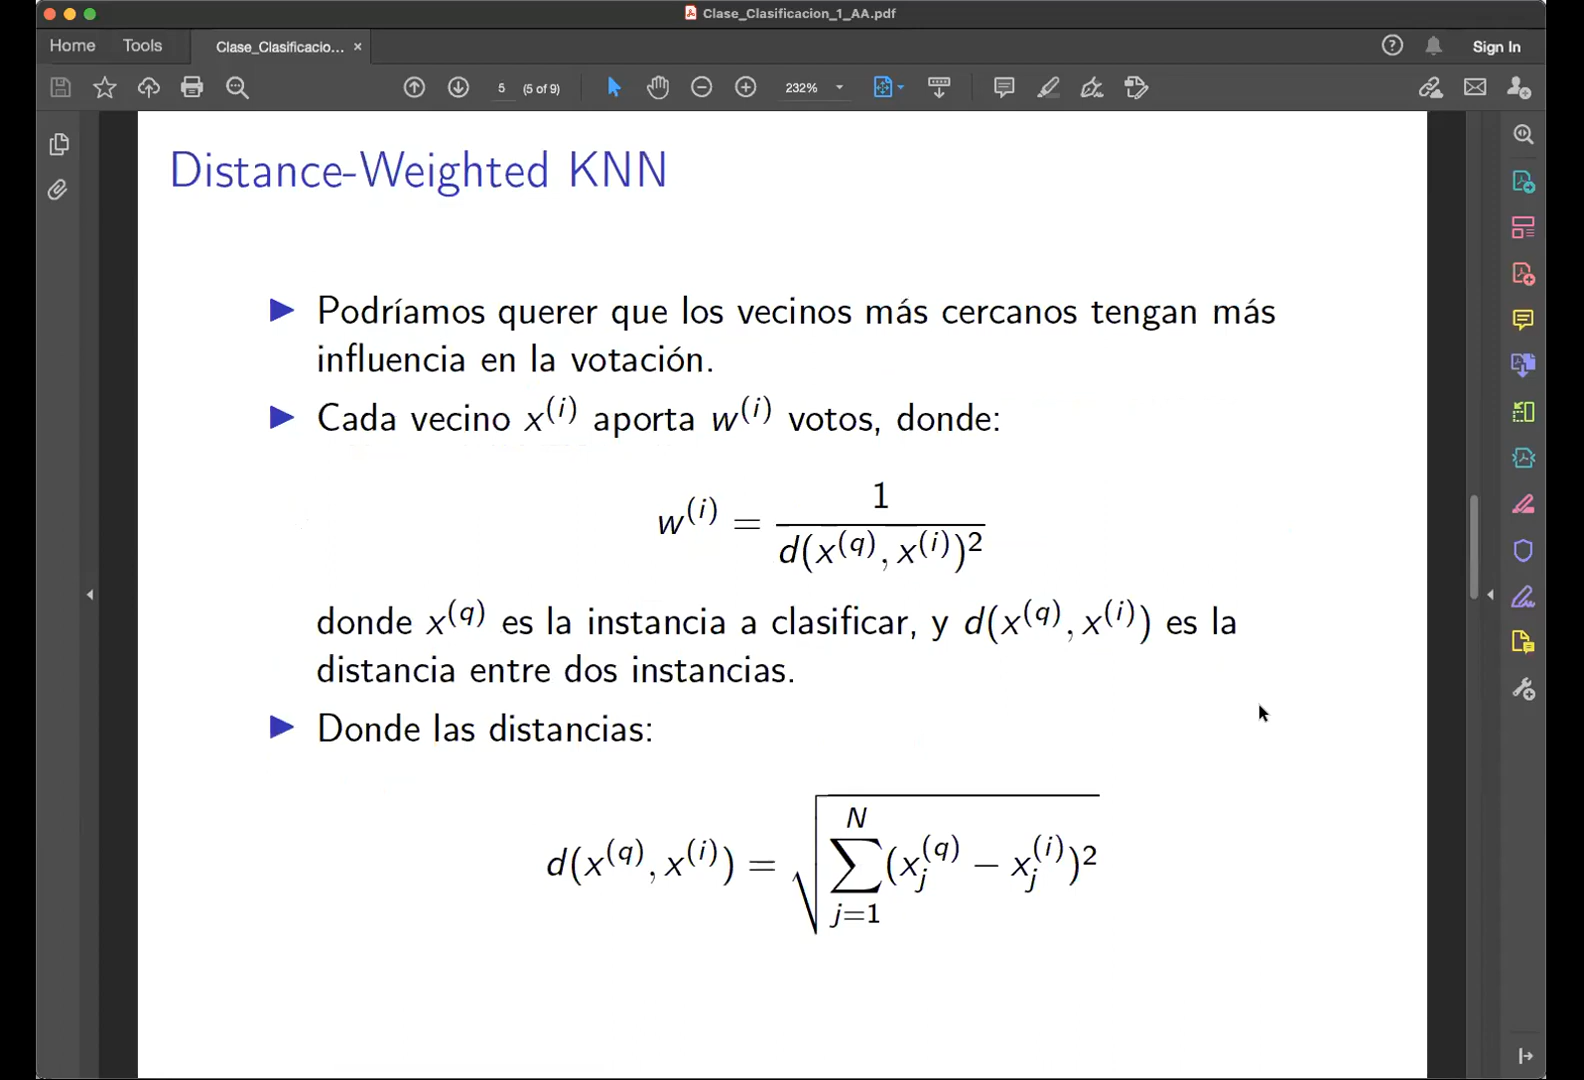 Clase_Clasificacion_1_AA.pdf
Home Tools Clase_Clasificacio... × Sign In
5 (5 of 9) 232%
Distance-Weighted KNN
Podríamos querer que los vecinos más cercanos tengan más
influencia en la votación.
Cada vecino x^(i) aporta w^(i) votos, donde:
w^(i) = 1 / d(x^(q), x^(i))^2
donde x^(q) es la instancia a clasificar, y d(x^(q), x^(i)) es la
distancia entre dos instancias.
Donde las distancias:
d(x^(q), x^(i)) = √(∑_{j=1}^{N} (x_j^(q) − x_j^(i))^2)